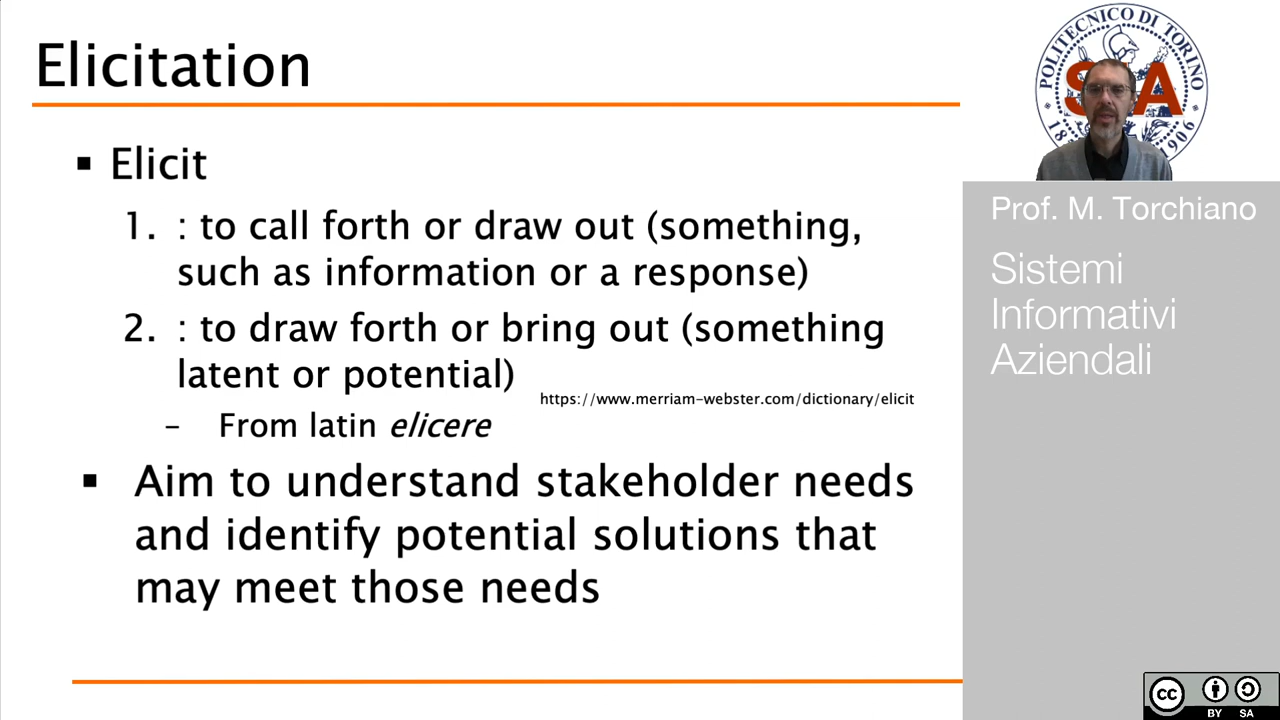 Elicitation
▪ Elicit
1. : to call forth or draw out (something,
such as information or a response)
2. : to draw forth or bring out (something
latent or potential)
https://www.merriam-webster.com/dictionary/elicit
– From latin elicere
▪ Aim to understand stakeholder needs
and identify potential solutions that
may meet those needs
POLITECNICO DI TORINO
Prof. M. Torchiano
Sistemi
Informativi
Aziendali
cc
BY SA